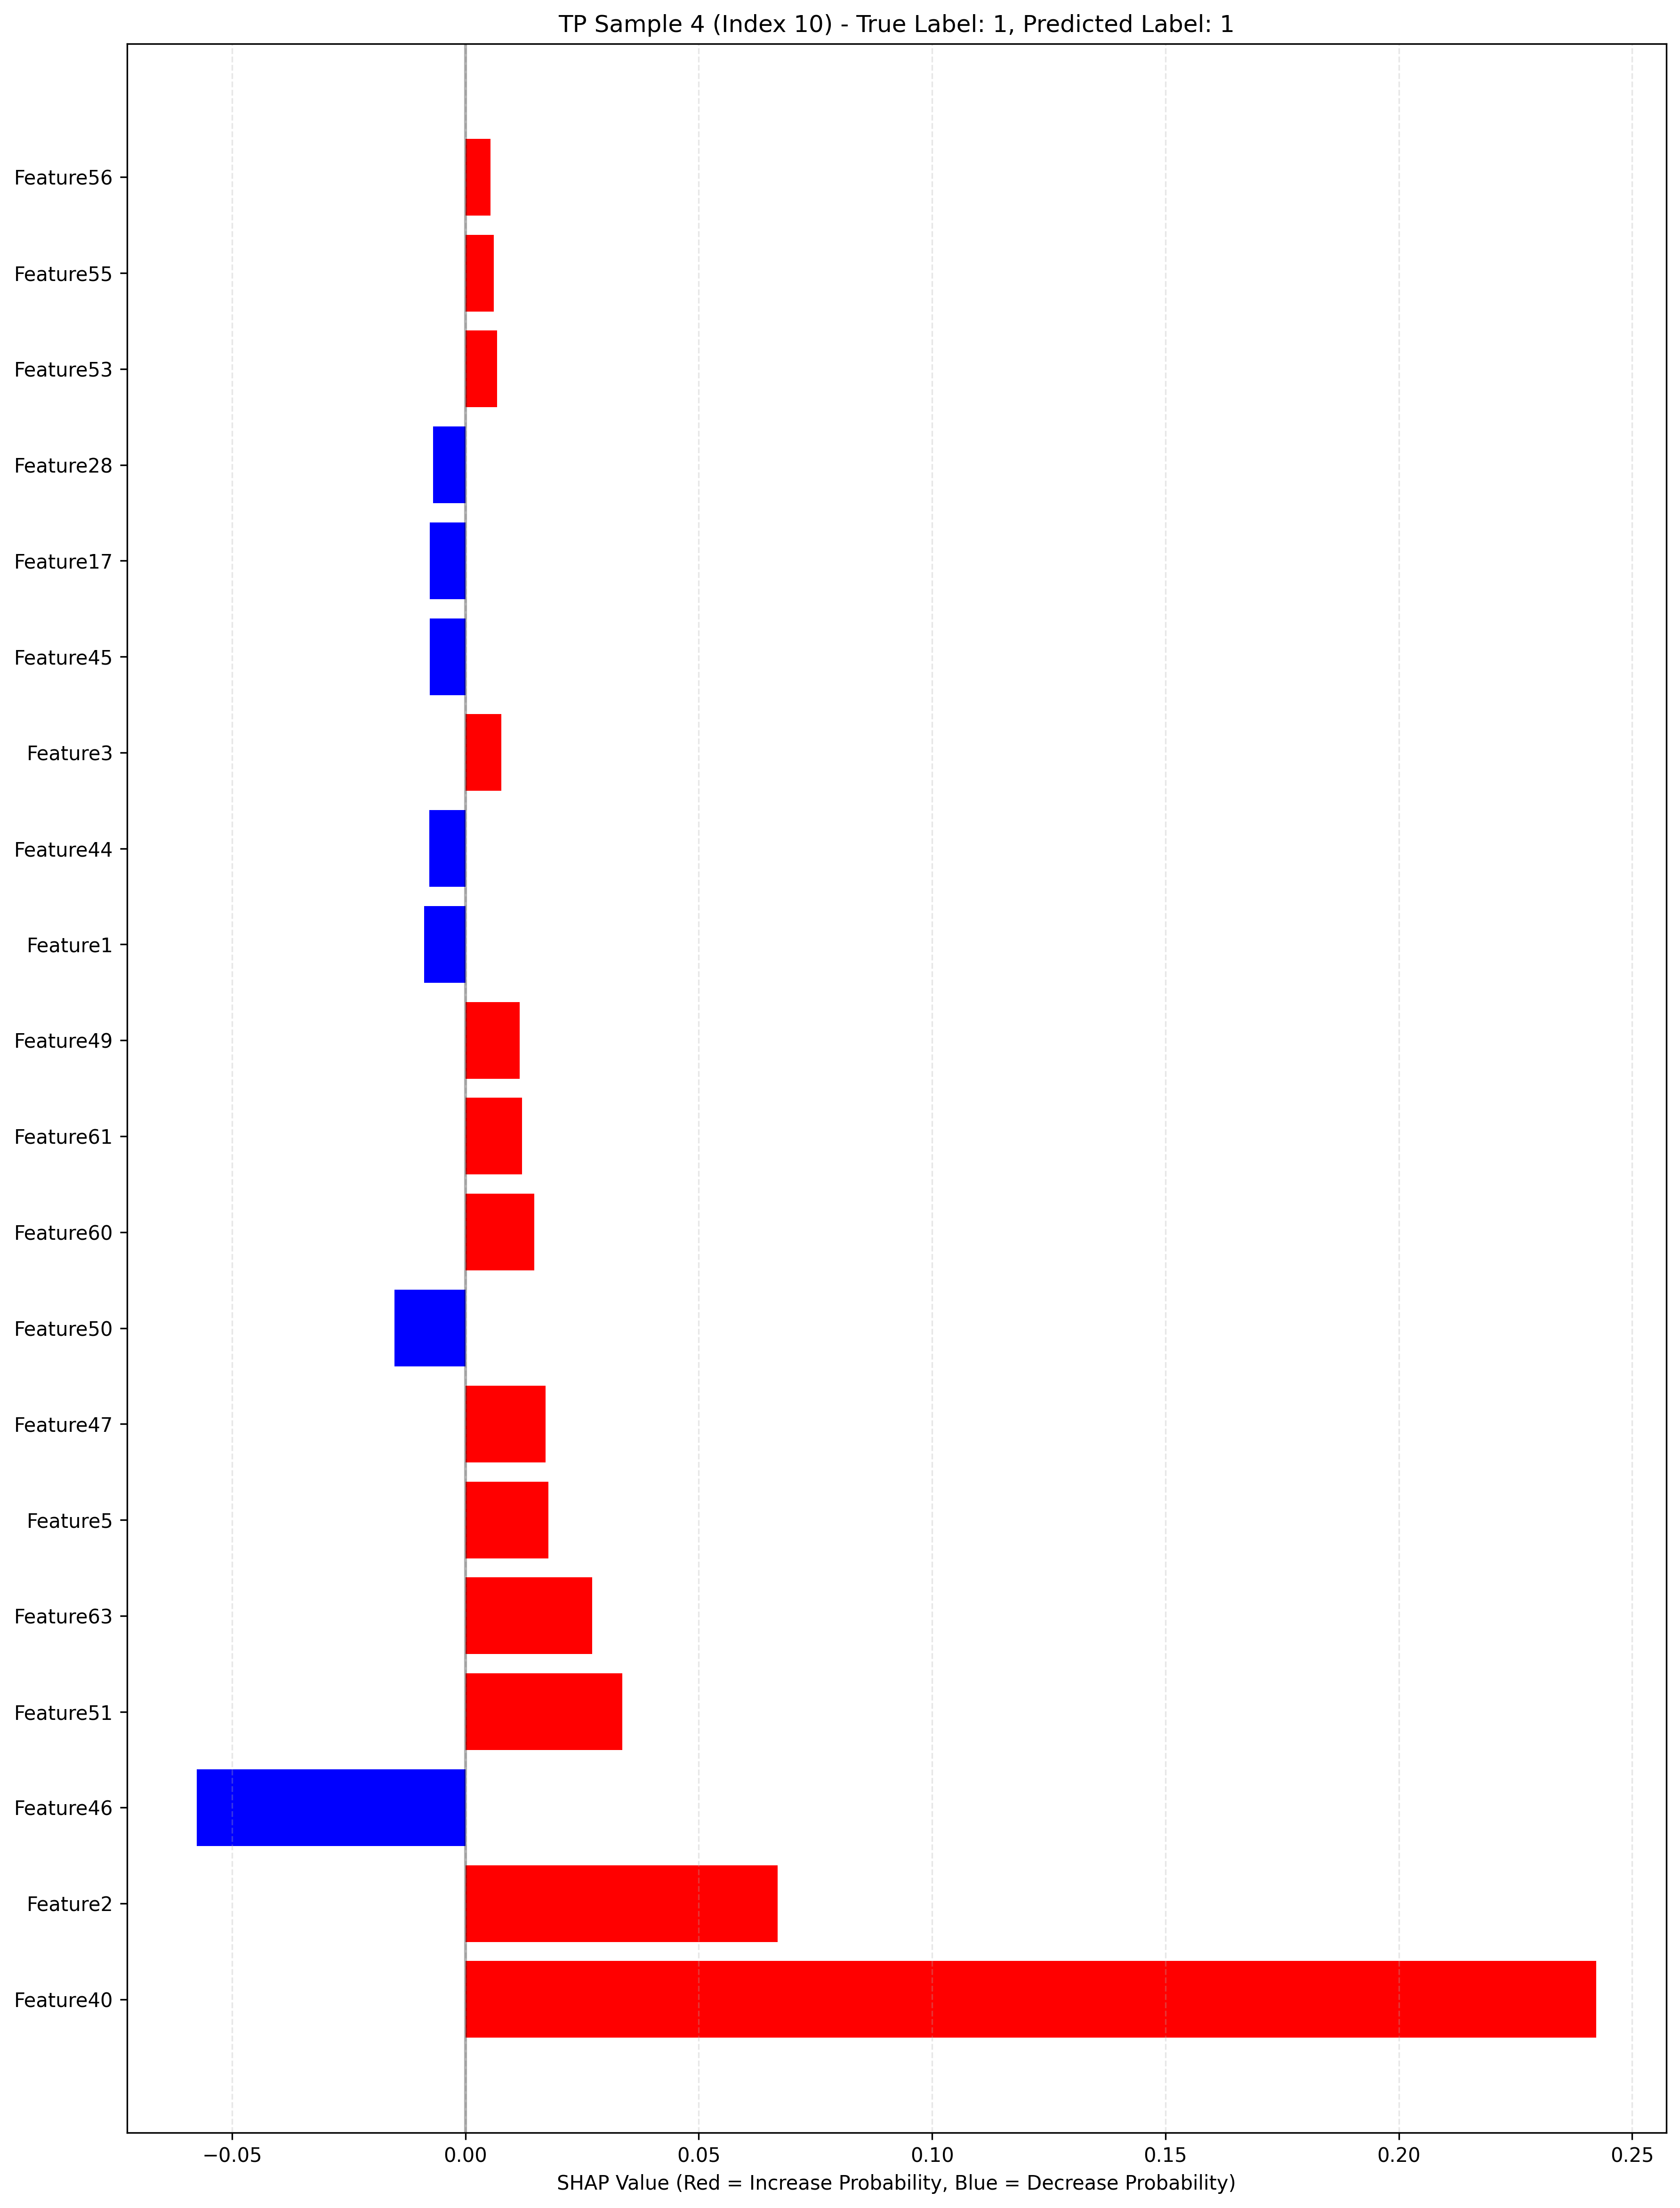 TP Sample 4 (Index 10) - True Label: 1, Predicted Label: 1
Feature56
Feature55
Feature53
Feature28
Feature17
Feature45
Feature3
Feature44
Feature1
Feature49
Feature61
Feature60
Feature50
Feature47
Feature5
Feature63
Feature51
Feature46
Feature2
Feature40
−0.05 0.00 0.05 0.10 0.15 0.20 0.25
SHAP Value (Red = Increase Probability, Blue = Decrease Probability)